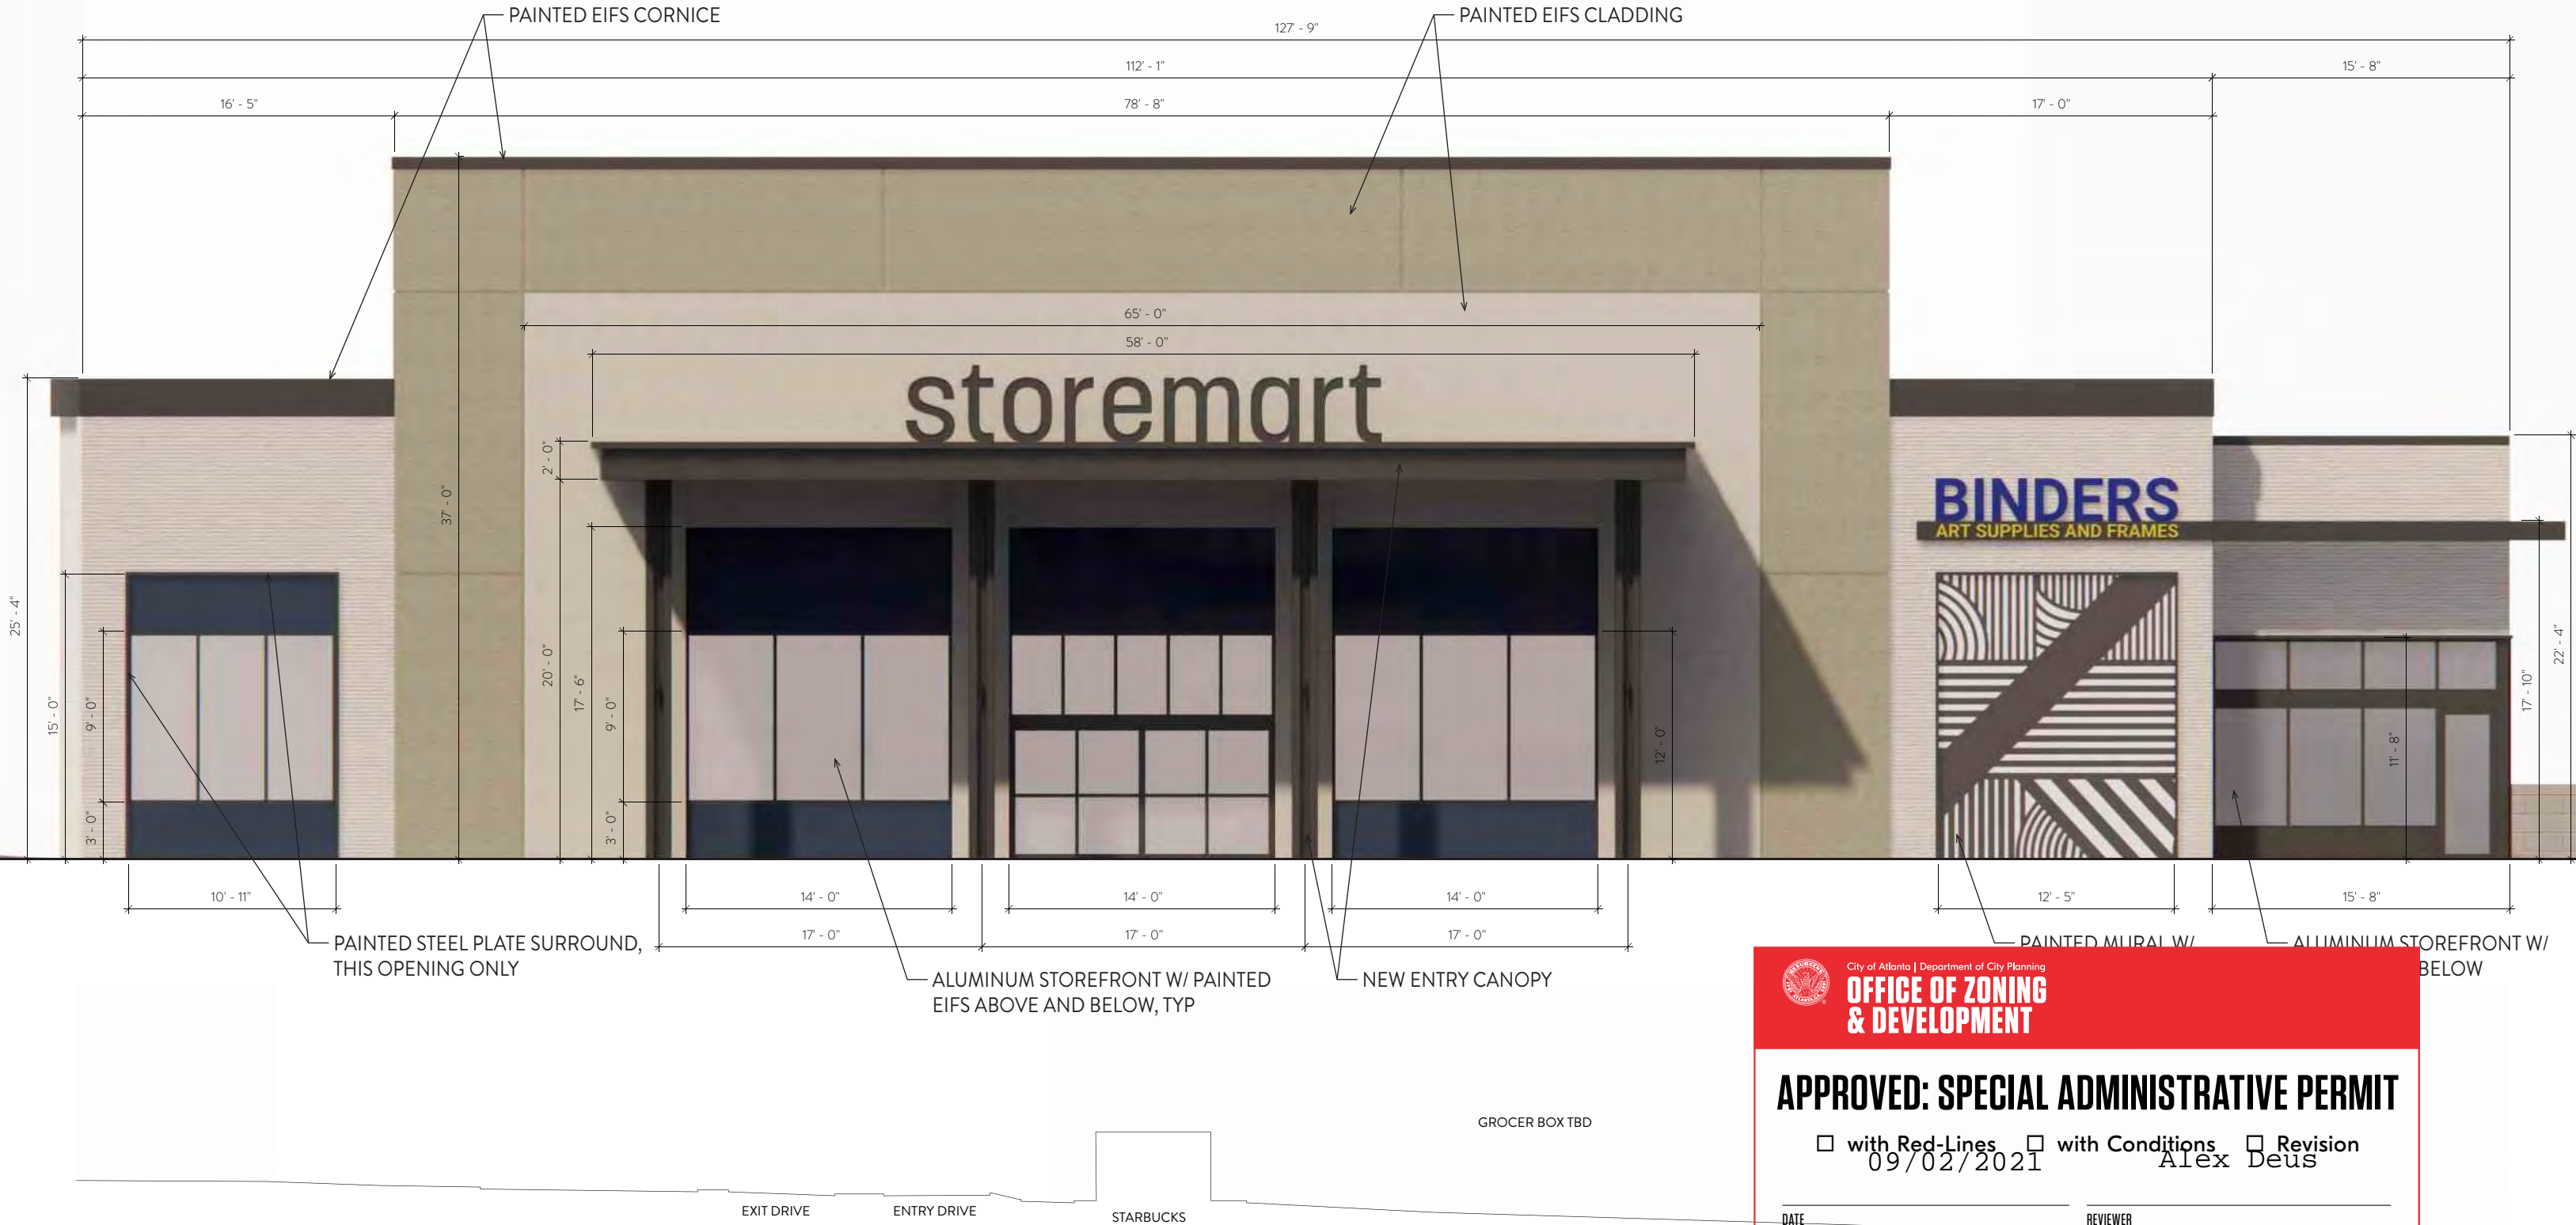 PAINTED EIFS CORNICE
PAINTED EIFS CLADDING
127' - 9"
112' - 1"
15' - 8"
16' - 5"
78' - 8"
17' - 0"
65' - 0"
58' - 0"
storemart
2' - 0"
37' - 0"
25' - 4"
15' - 0"
9' - 0"
3' - 0"
20' - 0"
17' - 6"
9' - 0"
3' - 0"
12' - 0"
BINDERS
ART SUPPLIES AND FRAMES
11' - 8"
17' - 10"
22' - 4"
10' - 11"
14' - 0"
14' - 0"
14' - 0"
12' - 5"
15' - 8"
17' - 0"
17' - 0"
17' - 0"
PAINTED STEEL PLATE SURROUND,
THIS OPENING ONLY
ALUMINUM STOREFRONT W/ PAINTED
EIFS ABOVE AND BELOW, TYP
NEW ENTRY CANOPY
PAINTED MURAL W/
ALUMINUM STOREFRONT W/
BELOW
City of Atlanta | Department of City Planning
OFFICE OF ZONING
& DEVELOPMENT
APPROVED: SPECIAL ADMINISTRATIVE PERMIT
☐ with Red-Lines ☐ with Conditions ☐ Revision
09/02/2021 Alex Deus
DATE REVIEWER
GROCER BOX TBD
EXIT DRIVE
ENTRY DRIVE
STARBUCKS